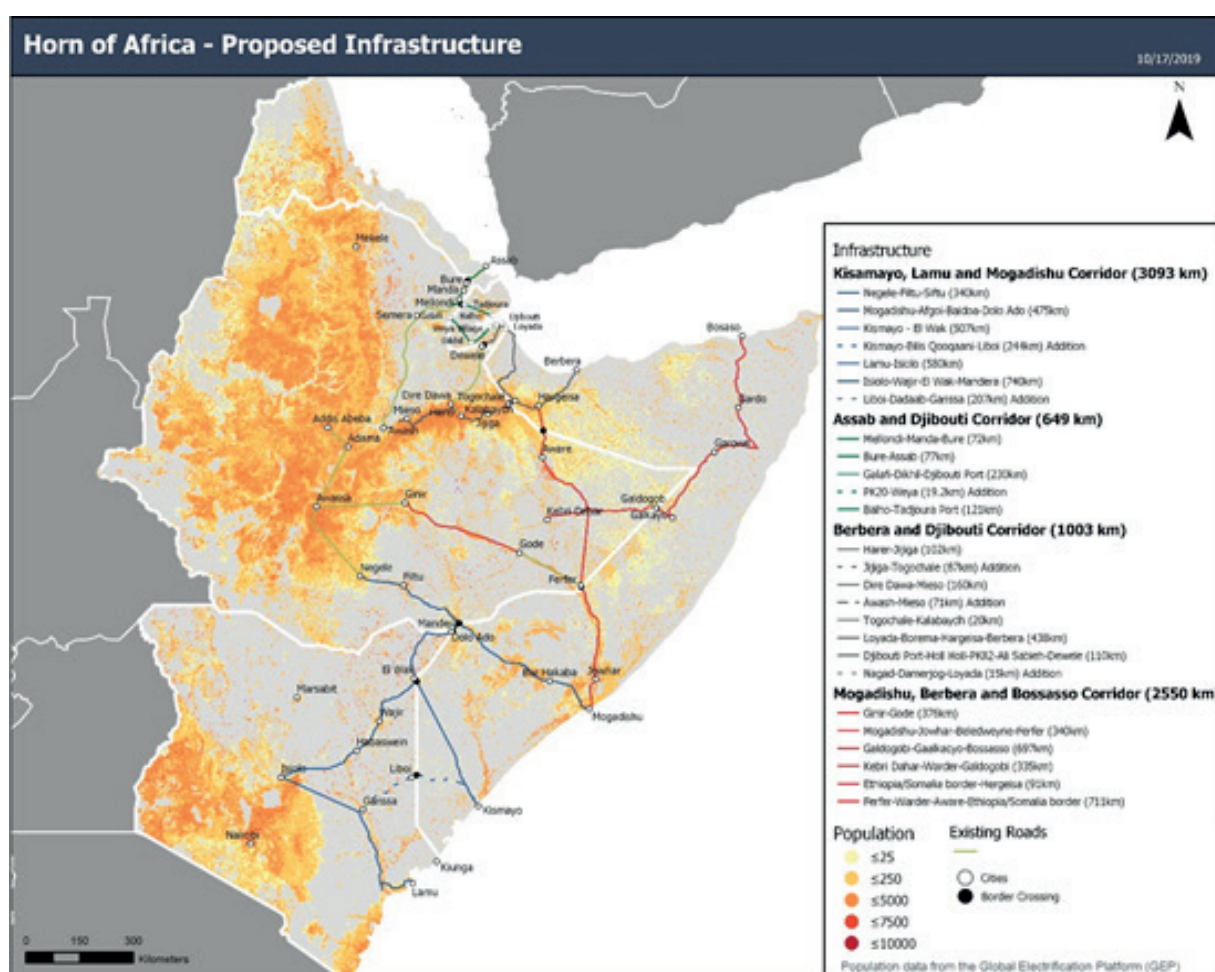 Horn of Africa - Proposed Infrastructure
10/17/2019
N
Mekele
Assab
Bure
Manda
Mellondi
Tadjoura
Semera
Galafi
Balho
Djibouti
Loyada
Dewele
Bosaso
Berbera
Dire Dawa
Togochale
Hargeisa
Bardo
Mieso
Harer
Kalabaydh
Addis Abeba
Awash
Jijiga
Adama
Garowe
Aware
Awassa
Ginir
Galdogob
Kebri Dehar
Galkayo
Gode
Negele
Filtu
Ferfer
Mandera
Dolo Ado
El Wak
Bur Hakaba
Jowhar
Marsabit
Mogadishu
Wajir
Habaswein
Isiolo
Liboi
Garissa
Kismayo
Nairobi
Kiunga
Lamu
0 150 300
Kilometers
Infrastructure
Kisamayo, Lamu and Mogadishu Corridor (3093 km)
Negele-Filtu-Siftu (340km)
Mogadishu-Afgoi-Baidoa-Dolo Ado (475km)
Kismayo - El Wak (507km)
Kismayo-Bilis Qooqaani-Liboi (244km) Addition
Lamu-Isiolo (580km)
Isiolo-Wajir-El Wak-Mandera (740km)
Liboi-Dadaab-Garissa (207km) Addition
Assab and Djibouti Corridor (649 km)
Mellondi-Manda-Bure (72km)
Bure-Assab (77km)
Galafi-Dikhil-Djibouti Port (230km)
PK20-Weya (19.2km) Addition
Balho-Tadjoura Port (121km)
Berbera and Djibouti Corridor (1003 km)
Harer-Jijiga (102km)
Jijiga-Togochale (67km) Addition
Dire Dawa-Mieso (160km)
Awash-Mieso (71km) Addition
Togochale-Kalabaydh (20km)
Loyada-Borema-Hargeisa-Berbera (438km)
Djibouti Port-Holl Holl-PK12-Ali Sabieh-Dewele (110km)
Nagad-Damerjog-Loyada (15km) Addition
Mogadishu, Berbera and Bossasso Corridor (2550 km
Ginir-Gode (376km)
Mogadishu-Jowhar-Beledweyne-Ferfer (340km)
Galdogobi-Gaalkacyo-Bossasso (697km)
Kebri Dahar-Warder-Galdogobi (335km)
Ethiopia/Somalia border-Hergeisa (91km)
Ferfer-Warder-Aware-Ethiopia/Somalia border (711km)
Population
≤25
≤250
≤5000
≤7500
≤10000
Existing Roads
Cities
Border Crossing
Population data from the Global Electrification Platform (GEP)